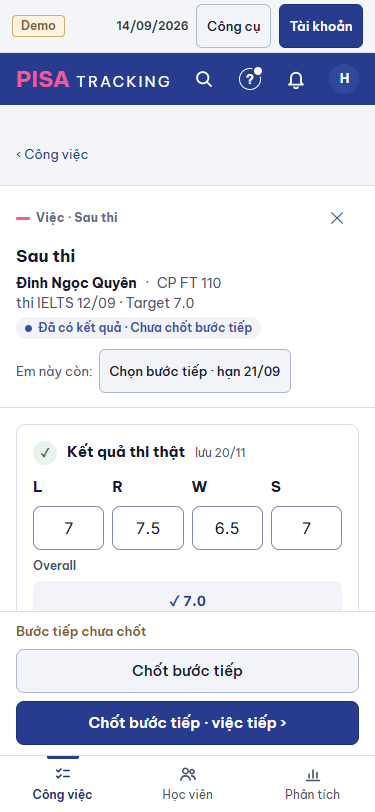 Demo
14/09/2026
Công cụ
Tài khoản
PISA TRACKING
?
H
‹ Công việc
Việc · Sau thi
Sau thi
Đinh Ngọc Quyên · CP FT 110
thi IELTS 12/09 · Target 7.0
Đã có kết quả · Chưa chốt bước tiếp
Em này còn: Chọn bước tiếp · hạn 21/09
✓ Kết quả thi thật lưu 20/11
L R W S
7 7.5 6.5 7
Overall
✓ 7.0
Bước tiếp chưa chốt
Chốt bước tiếp
Chốt bước tiếp · việc tiếp ›
Công việc Học viên Phân tích